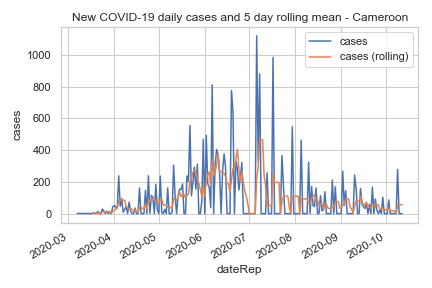 New COVID-19 daily cases and 5 day rolling mean - Cameroon
cases
cases (rolling)
1000
800
600
400
200
0
cases
2020-03
2020-04
2020-05
2020-06
2020-07
2020-08
2020-09
2020-10
dateRep